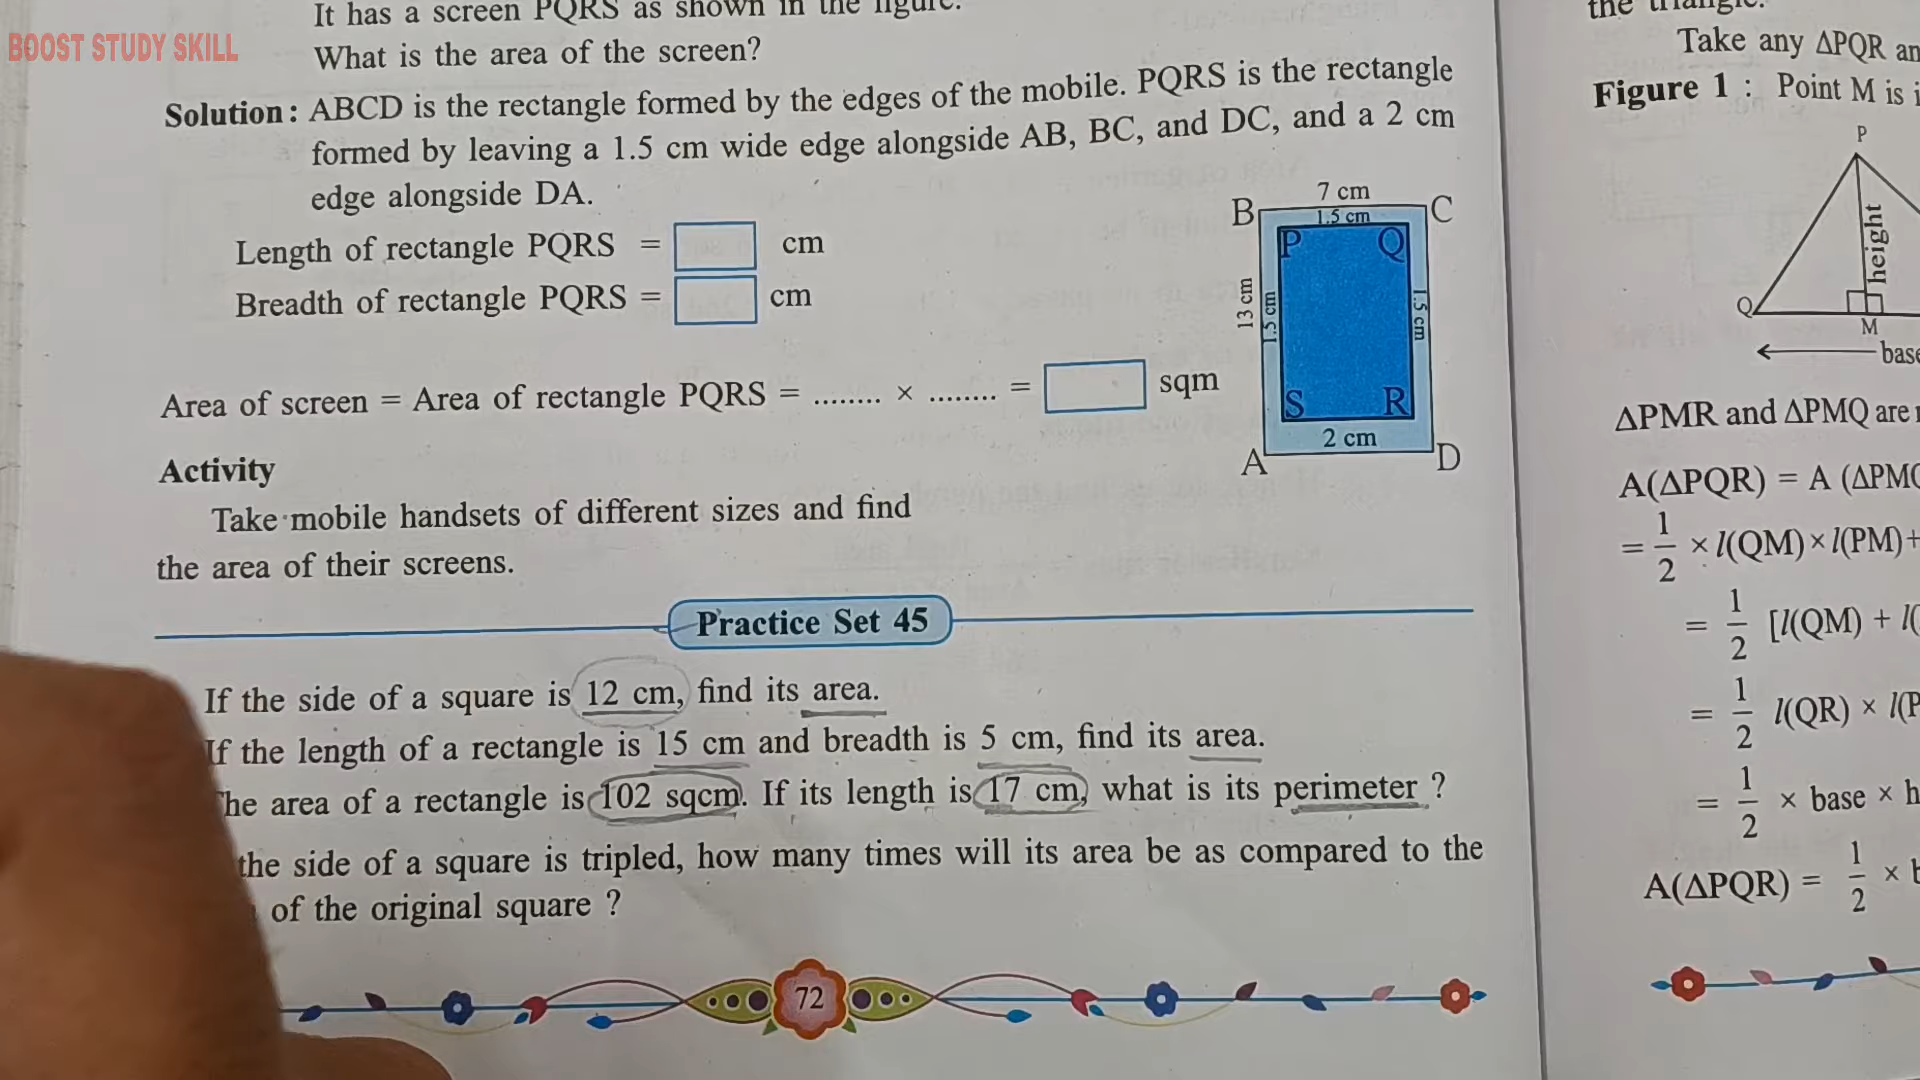 BOOST STUDY SKILL
It has a screen PQRS as shown in the figure.
What is the area of the screen?
Solution : ABCD is the rectangle formed by the edges of the mobile. PQRS is the rectangle
formed by leaving a 1.5 cm wide edge alongside AB, BC, and DC, and a 2 cm
edge alongside DA.
Length of rectangle PQRS = cm
Breadth of rectangle PQRS = cm
Area of screen = Area of rectangle PQRS = ........ × ........ = sqm
7 cm
B C
1.5 cm
P Q
13 cm
1.5 cm
1.5 cm
S R
2 cm
A D
Activity
Take mobile handsets of different sizes and find
the area of their screens.
Practice Set 45
If the side of a square is 12 cm, find its area.
If the length of a rectangle is 15 cm and breadth is 5 cm, find its area.
he area of a rectangle is 102 sqcm. If its length is 17 cm, what is its perimeter ?
the side of a square is tripled, how many times will its area be as compared to the
of the original square ?
72
the triangle.
Take any ΔPQR an
Figure 1 : Point M is i
P
height
Q
M
base
ΔPMR and ΔPMQ are
A(ΔPQR) = A (ΔPMQ
= 1/2 × l(QM) × l(PM) +
= 1/2 [l(QM) + l(
= 1/2 l(QR) × l(P
= 1/2 × base × h
A(ΔPQR) = 1/2 × b